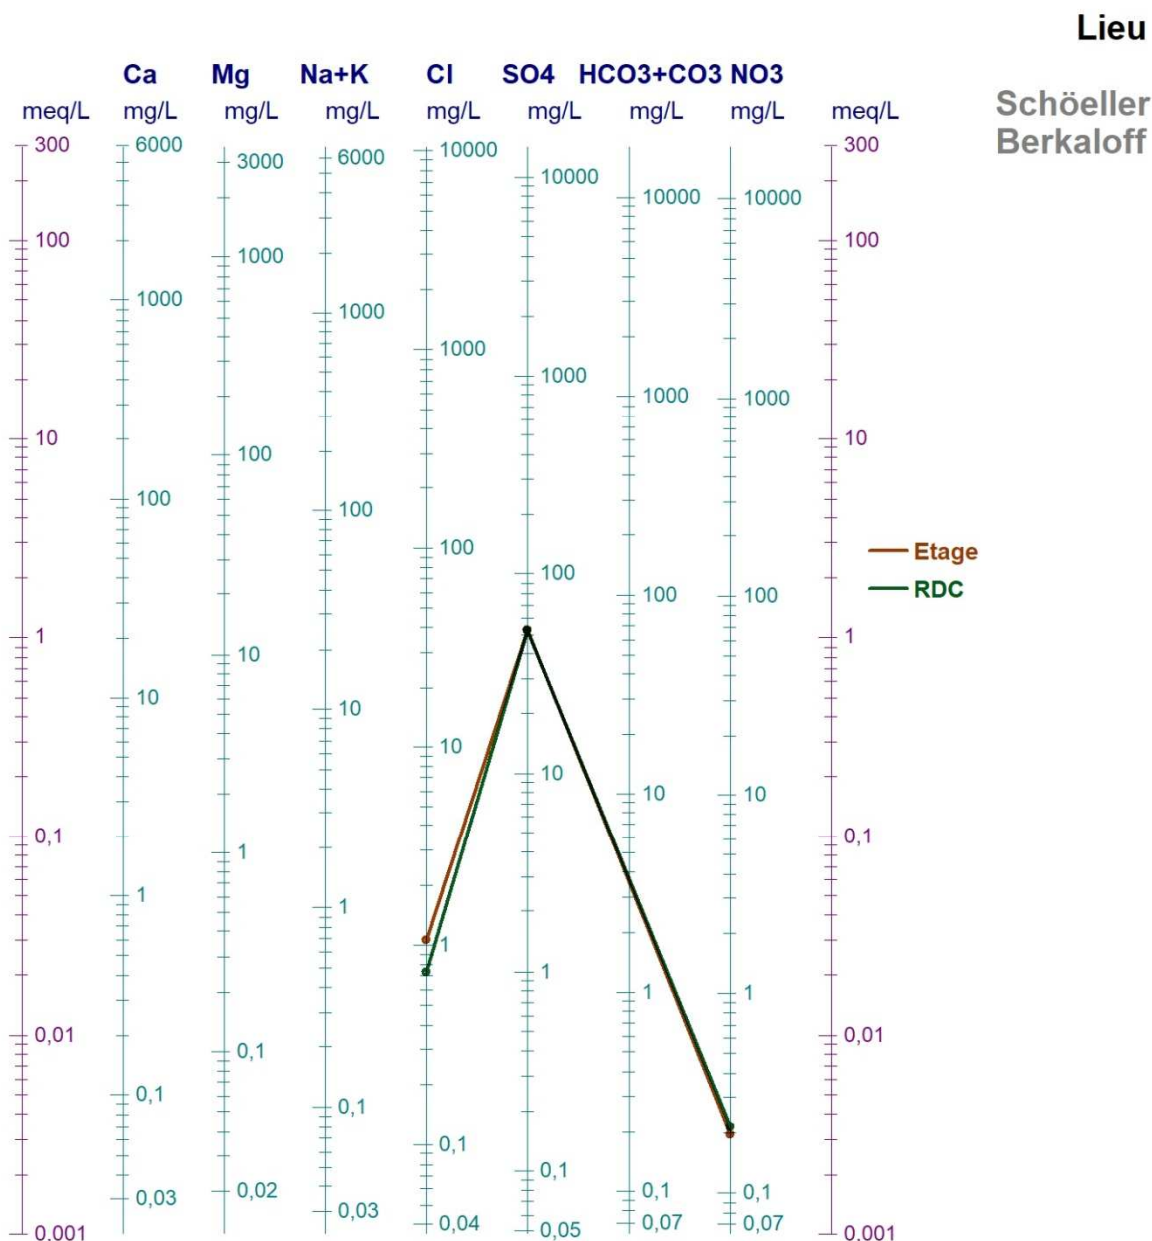 Lieu
Schöeller
Berkaloff
Ca Mg Na+K Cl SO4 HCO3+CO3 NO3
meq/L mg/L mg/L mg/L mg/L mg/L mg/L mg/L meq/L
300 6000 3000 6000 10000 10000 10000 10000 300
100 1000 1000 1000 1000 1000 1000 1000 100
10 100 100 100 100 100 100 100 10
1 10 10 10 10 10 10 10 1
0,1 1 1 1 1 1 1 1 0,1
0,01 0,1 0,1 0,1 0,1 0,1 0,1 0,1 0,01
0.001 0,03 0,02 0,03 0,04 0,05 0,07 0,07 0.001
Etage
RDC